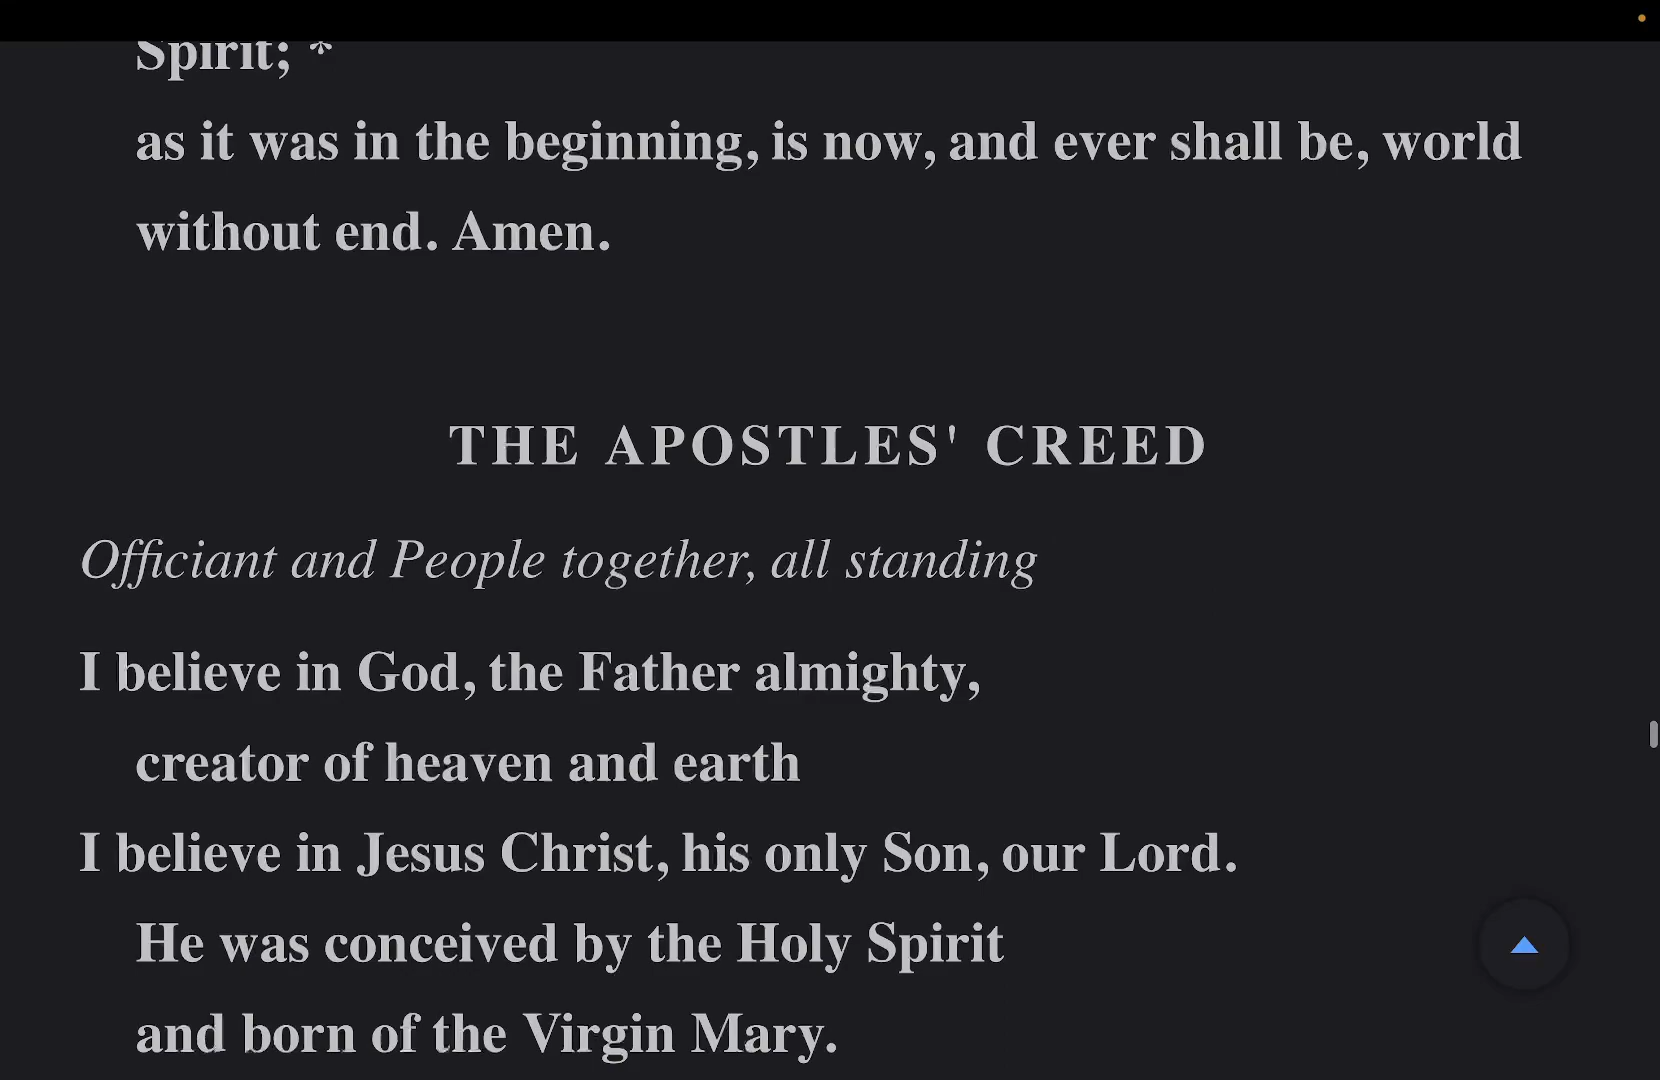 Spirit; *
as it was in the beginning, is now, and ever shall be, world
without end. Amen.
THE APOSTLES' CREED
Officiant and People together, all standing
I believe in God, the Father almighty,
creator of heaven and earth
I believe in Jesus Christ, his only Son, our Lord.
He was conceived by the Holy Spirit
and born of the Virgin Mary.